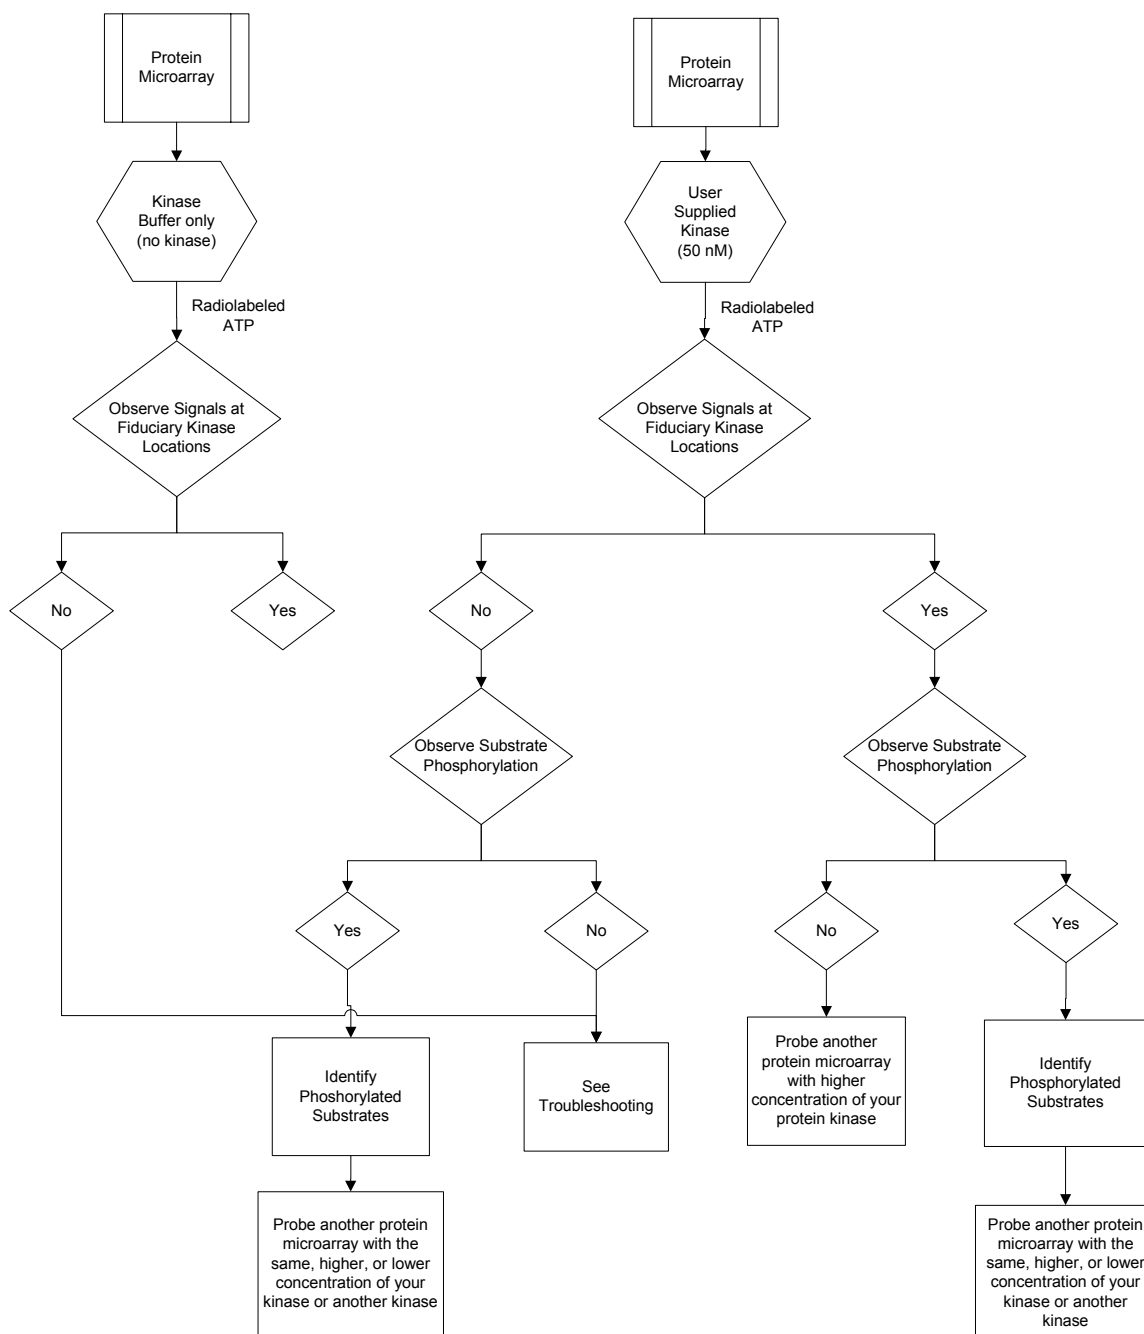 Protein
Microarray
Protein
Microarray
Kinase
Buffer only
(no kinase)
User
Supplied
Kinase
(50 nM)
Radiolabeled
ATP
Radiolabeled
ATP
Observe Signals at
Fiduciary Kinase
Locations
Observe Signals at
Fiduciary Kinase
Locations
No
Yes
No
Yes
Observe Substrate
Phosphorylation
Observe Substrate
Phosphorylation
Yes
No
No
Yes
Identify
Phoshorylated
Substrates
See
Troubleshooting
Probe another
protein microarray
with higher
concentration of your
protein kinase
Identify
Phosphorylated
Substrates
Probe another protein
microarray with the
same, higher, or lower
concentration of your
kinase or another kinase
Probe another protein
microarray with the
same, higher, or lower
concentration of your
kinase or another
kinase